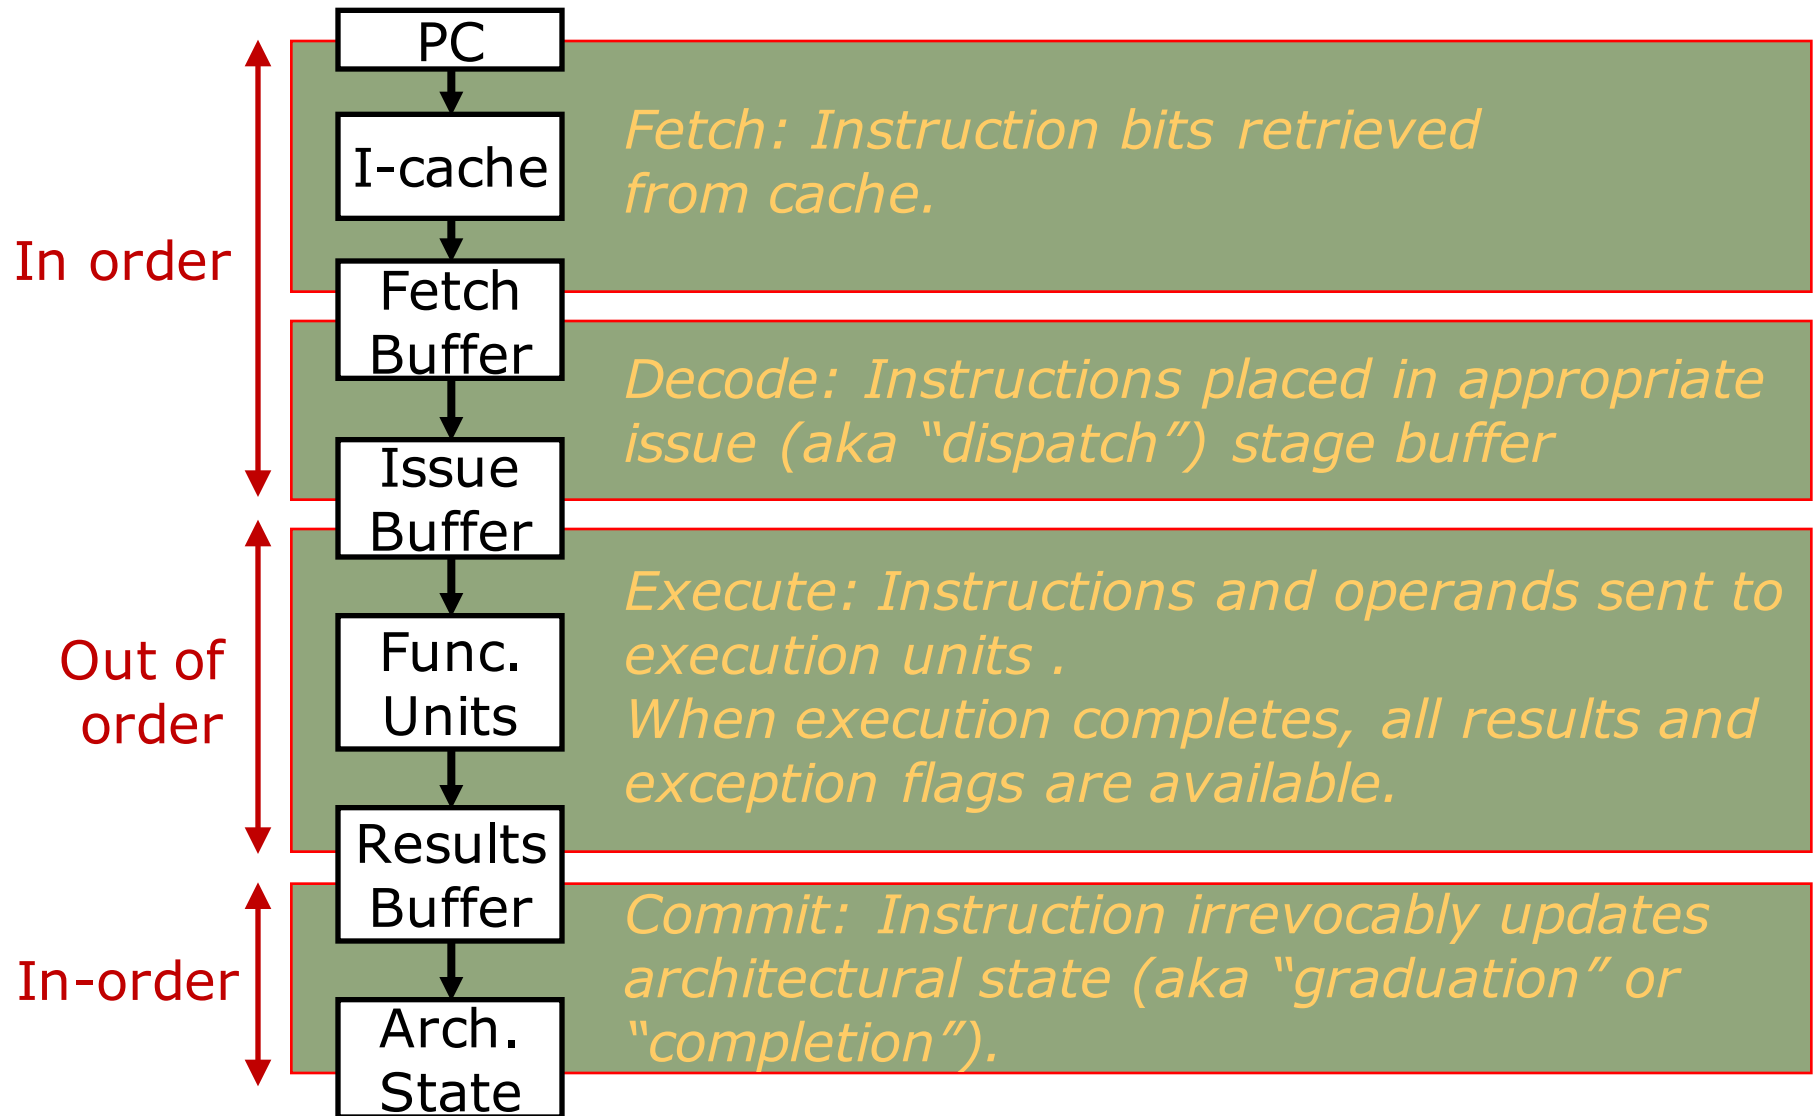 PC
I-cache
Fetch: Instruction bits retrieved
from cache.
In order
Fetch
Buffer
Decode: Instructions placed in appropriate
issue (aka “dispatch”) stage buffer
Issue
Buffer
Execute: Instructions and operands sent to
execution units .
When execution completes, all results and
exception flags are available.
Out of
order
Func.
Units
Results
Buffer
Commit: Instruction irrevocably updates
architectural state (aka “graduation” or
“completion”).
In-order
Arch.
State